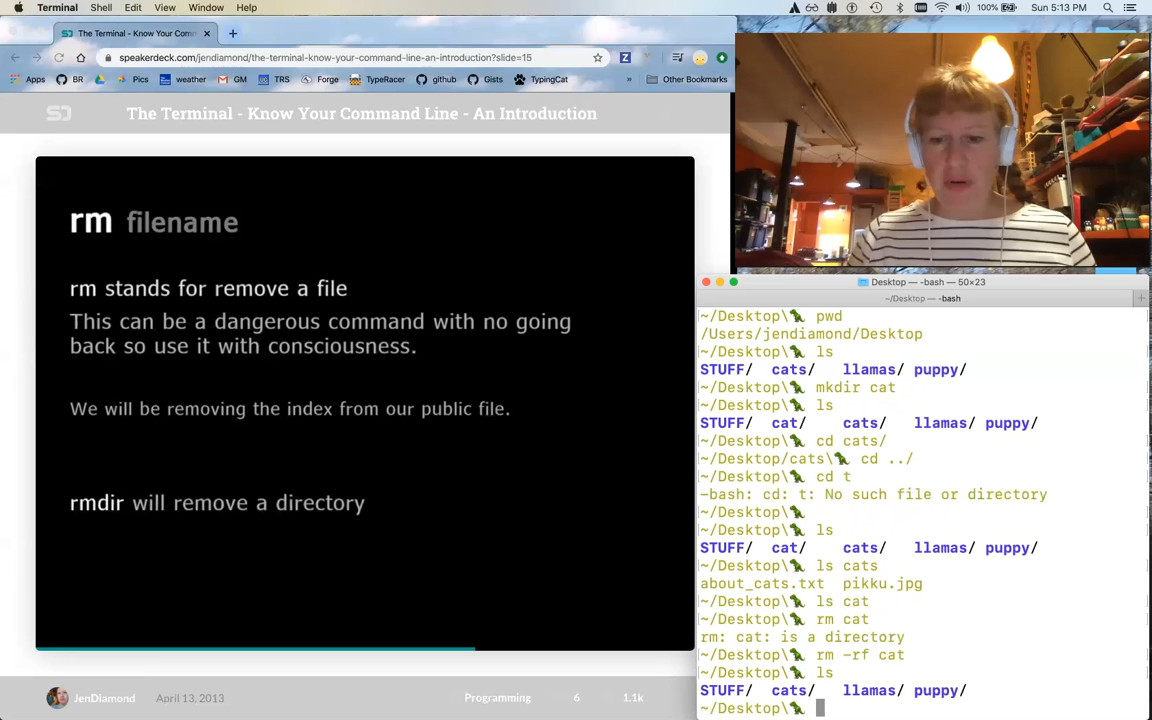 Terminal Shell Edit View Window Help
100% Sun 5:13 PM
The Terminal - Know Your Com
speakerdeck.com/jendiamond/the-terminal-know-your-command-line-an-introduction?slide=15
Apps BR Pics weather GM TRS Forge TypeRacer github Gists TypingCat » Other Bookmarks
The Terminal - Know Your Command Line - An Introduction
rm filename
rm stands for remove a file
This can be a dangerous command with no going
back so use it with consciousness.
We will be removing the index from our public file.
rmdir will remove a directory
JenDiamond April 13, 2013 Programming 6 1.1k
Desktop — -bash — 50×23
~/Desktop — -bash
~/Desktop\ pwd
/Users/jendiamond/Desktop
~/Desktop\ ls
STUFF/ cats/ llamas/ puppy/
~/Desktop\ mkdir cat
~/Desktop\ ls
STUFF/ cat/ cats/ llamas/ puppy/
~/Desktop\ cd cats/
~/Desktop/cats\ cd ../
~/Desktop\ cd t
-bash: cd: t: No such file or directory
~/Desktop\
~/Desktop\ ls
STUFF/ cat/ cats/ llamas/ puppy/
~/Desktop\ ls cats
about_cats.txt pikku.jpg
~/Desktop\ ls cat
~/Desktop\ rm cat
rm: cat: is a directory
~/Desktop\ rm -rf cat
~/Desktop\ ls
STUFF/ cats/ llamas/ puppy/
~/Desktop\